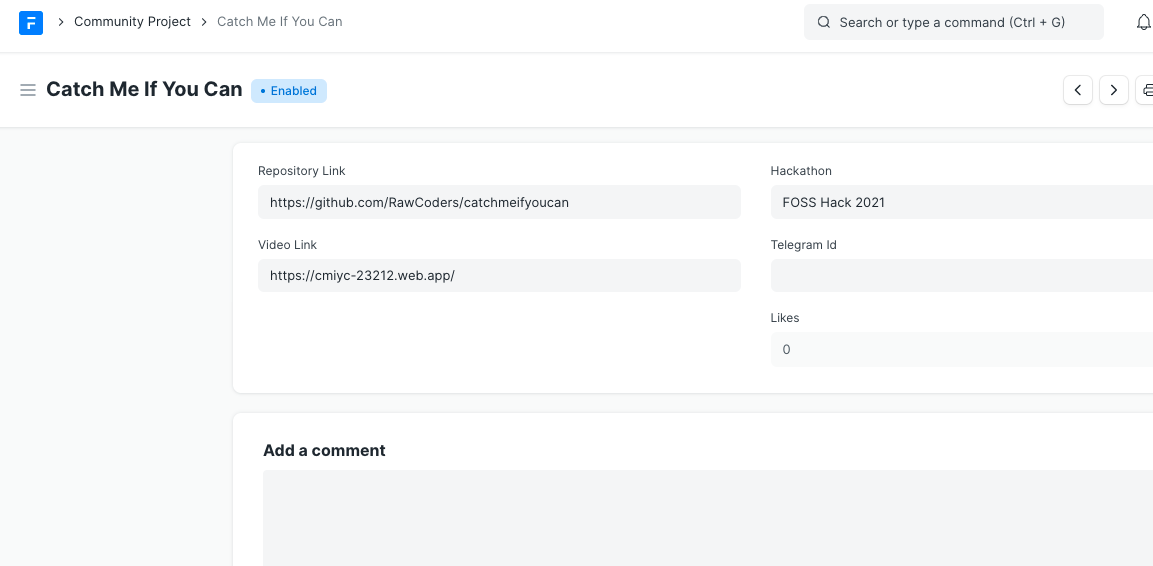 Community Project Catch Me If You Can
Search or type a command (Ctrl + G)
Catch Me If You Can
• Enabled
Repository Link
https://github.com/RawCoders/catchmeifyoucan
Video Link
https://cmiyc-23212.web.app/
Hackathon
FOSS Hack 2021
Telegram Id
Likes
0
Add a comment